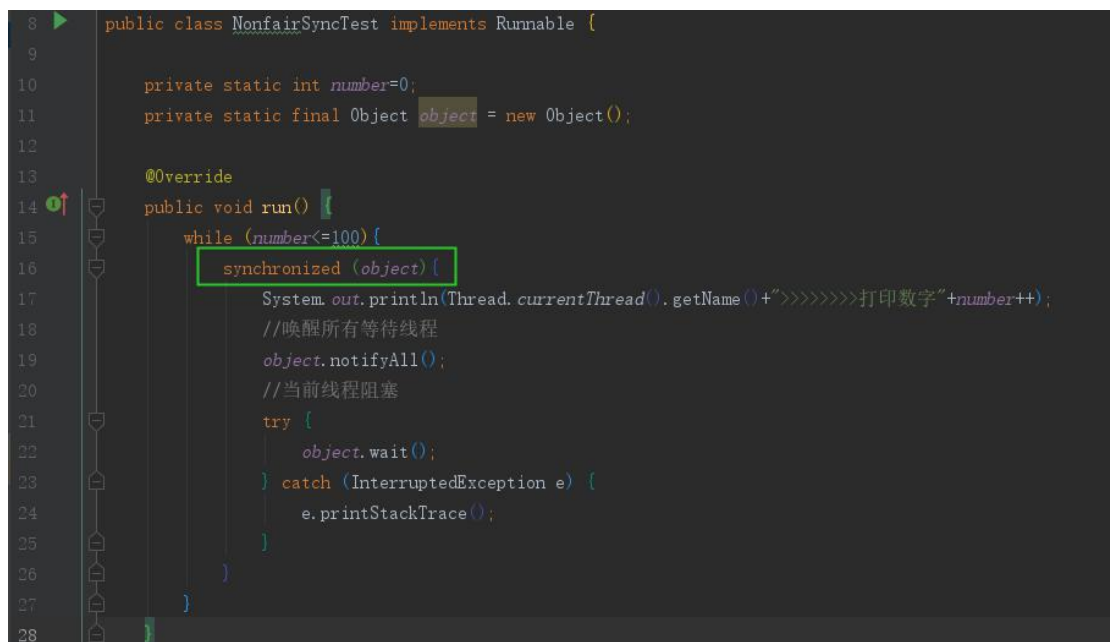 8 public class NonfairSyncTest implements Runnable {
9
10 private static int number=0;
11 private static final Object object = new Object();
12
13 @Override
14 public void run() {
15 while (number<=100){
16 synchronized (object){
17 System.out.println(Thread.currentThread().getName()+">>>>>>>>打印数字"+number++);
18 //唤醒所有等待线程
19 object.notifyAll();
20 //当前线程阻塞
21 try {
22 object.wait();
23 } catch (InterruptedException e) {
24 e.printStackTrace();
25 }
26 }
27 }
28 }